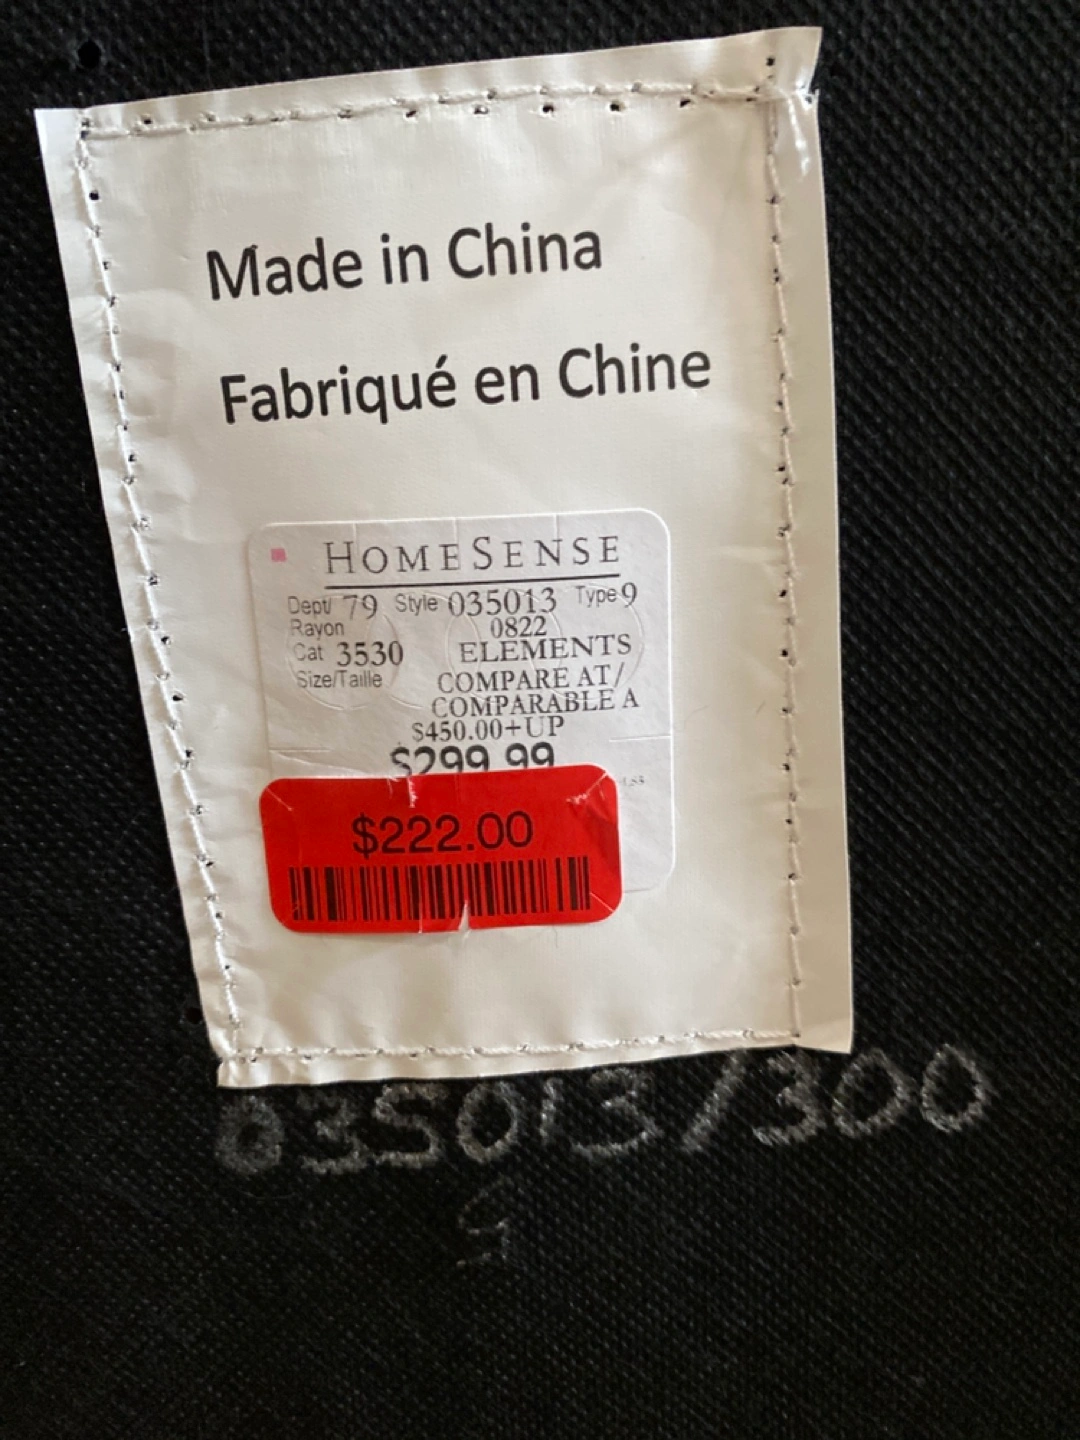 Made in China
Fabriqué en Chine
HOMESENSE
Dept/ 79 Style 035013 Type 9
Rayon 0822
Cat 3530 ELEMENTS
Size/Taille COMPARE AT/
COMPARABLE A
$450.00+UP
$299.99
$222.00
035013/300